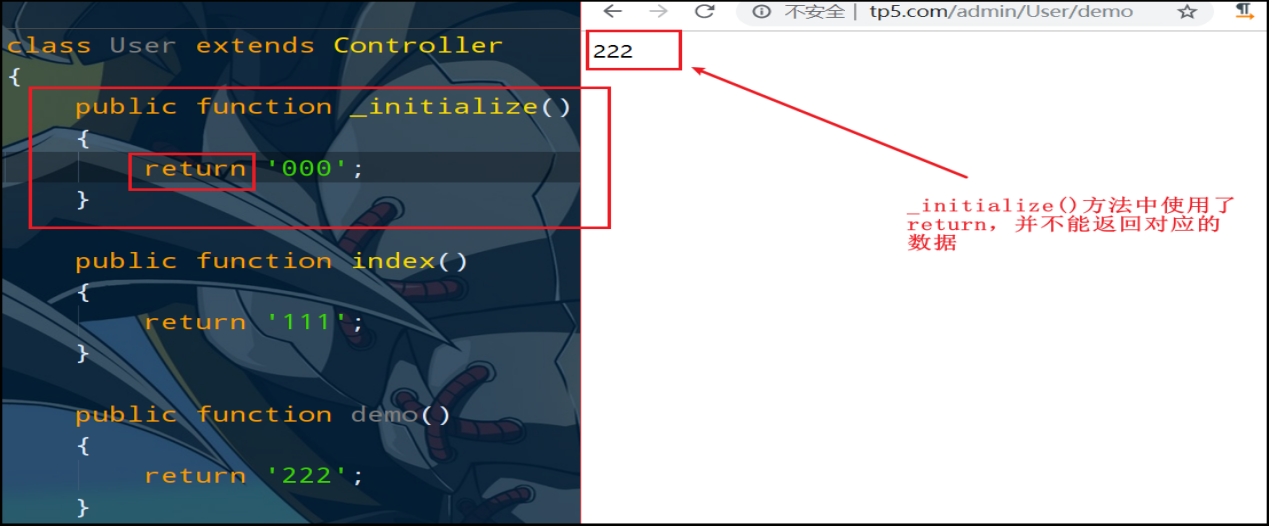 class User extends Controller
{
public function _initialize()
{
return '000';
}
public function index()
{
return '111';
}
public function demo()
{
return '222';
}
不安全 | tp5.com/admin/User/demo
222
_initialize()方法中使用了
return，并不能返回对应的
数据